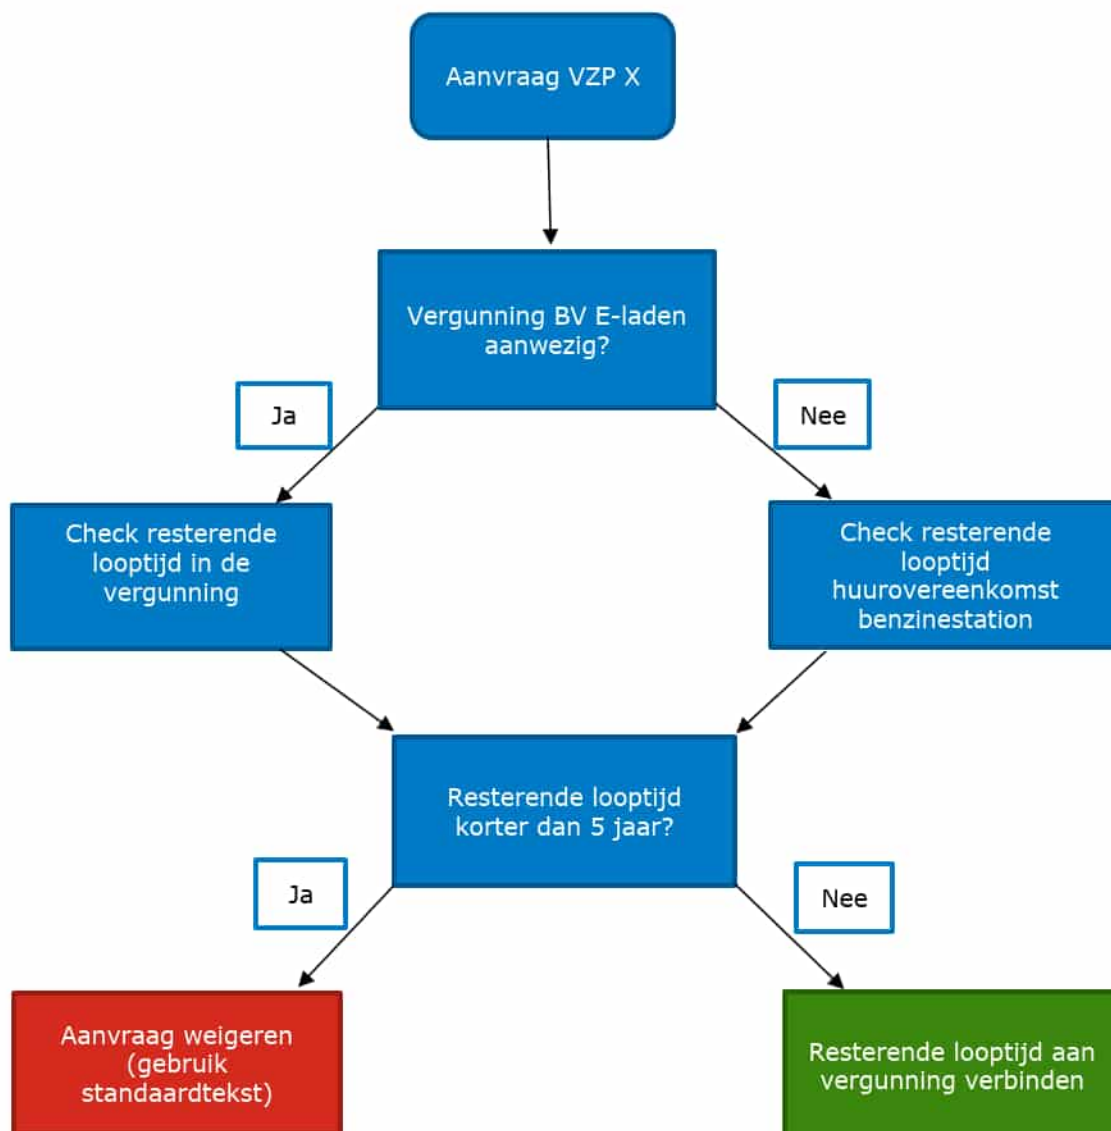 Aanvraag VZP X
Vergunning BV E-laden
aanwezig?
Ja
Nee
Check resterende
looptijd in de
vergunning
Check resterende
looptijd
huurovereenkomst
benzinestation
Resterende looptijd
korter dan 5 jaar?
Ja
Nee
Aanvraag weigeren
(gebruik
standaardtekst)
Resterende looptijd aan
vergunning verbinden